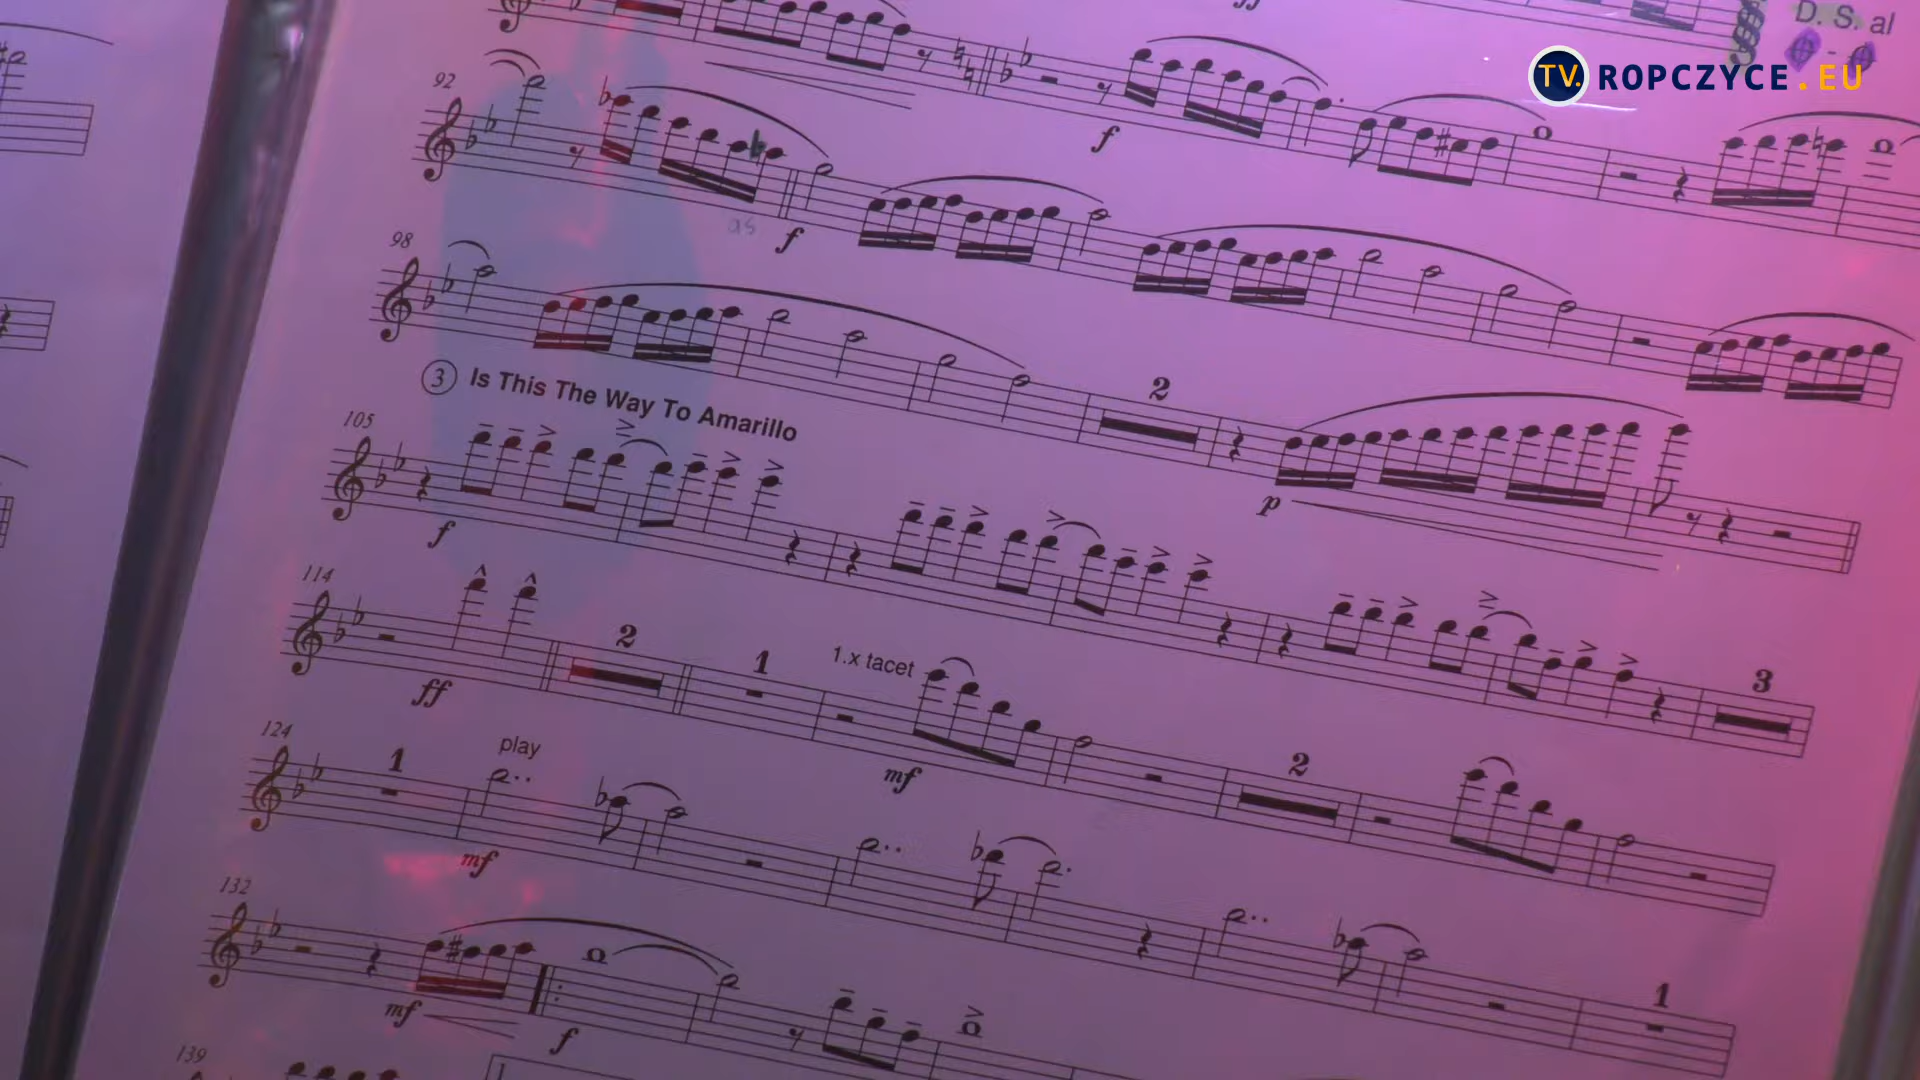 D. S. al
TV.ROPCZYCE.EU
ff
92
f
as
f
98
2
p
3 Is This The Way To Amarillo
105
f
3
114
ff
2
1
1.x tacet
mf
2
124
1
play
mf
1
132
mf
f
139
1